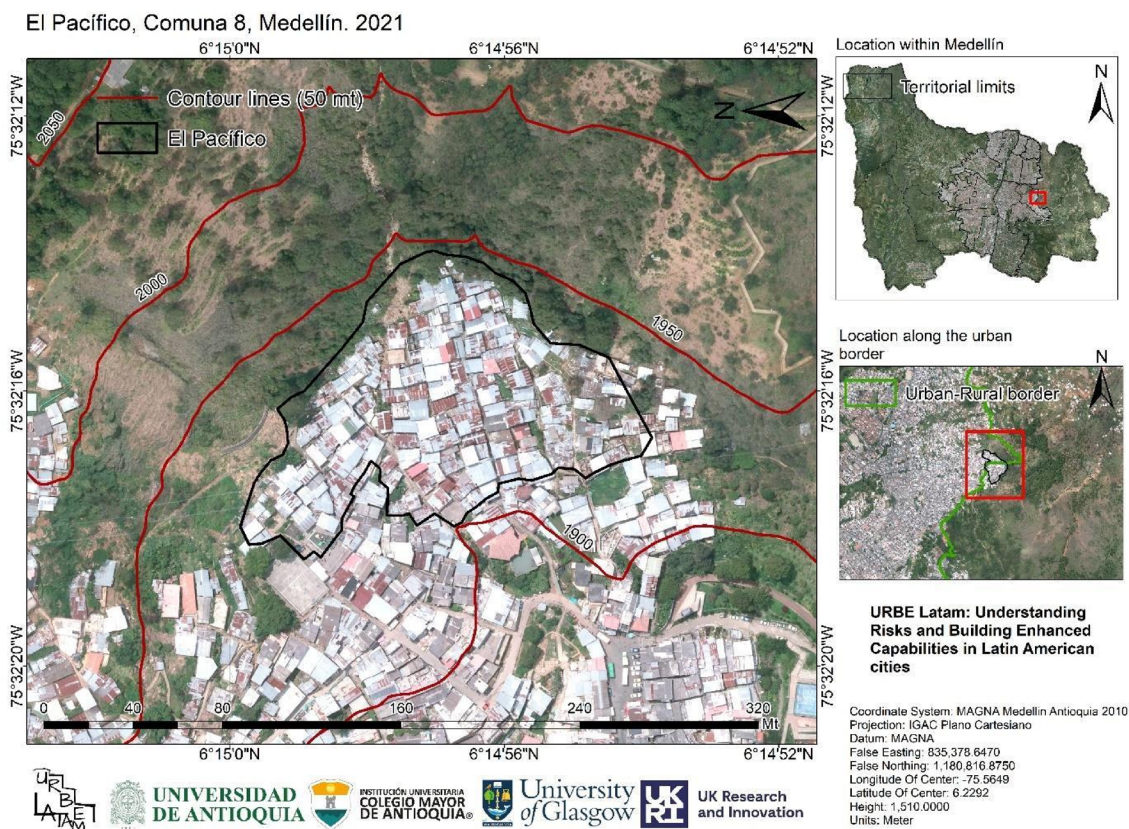 El Pacífico, Comuna 8, Medellín. 2021
6°15'0"N 6°14'56"N 6°14'52"N
75°32'12"W
75°32'16"W
75°32'20"W
Contour lines (50 mt)
El Pacífico
N
2050
2000
1950
1900
0 40 80 160 240 320
Mt
6°15'0"N 6°14'56"N 6°14'52"N
75°32'12"W
75°32'16"W
75°32'20"W
Location within Medellín
Territorial limits
N
Location along the urban
border
N
Urban-Rural border
URBE Latam: Understanding
Risks and Building Enhanced
Capabilities in Latin American
cities
Coordinate System: MAGNA Medellin Antioquia 2010
Projection: IGAC Plano Cartesiano
Datum: MAGNA
False Easting: 835,378.6470
False Northing: 1,180,816.8750
Longitude Of Center: -75.5649
Latitude Of Center: 6.2292
Height: 1,510.0000
Units: Meter
URBE
LATAM
UNIVERSIDAD
DE ANTIOQUIA
INSTITUCIÓN UNIVERSITARIA
COLEGIO MAYOR
DE ANTIOQUIA®
University
of Glasgow
UKRI
UK Research
and Innovation